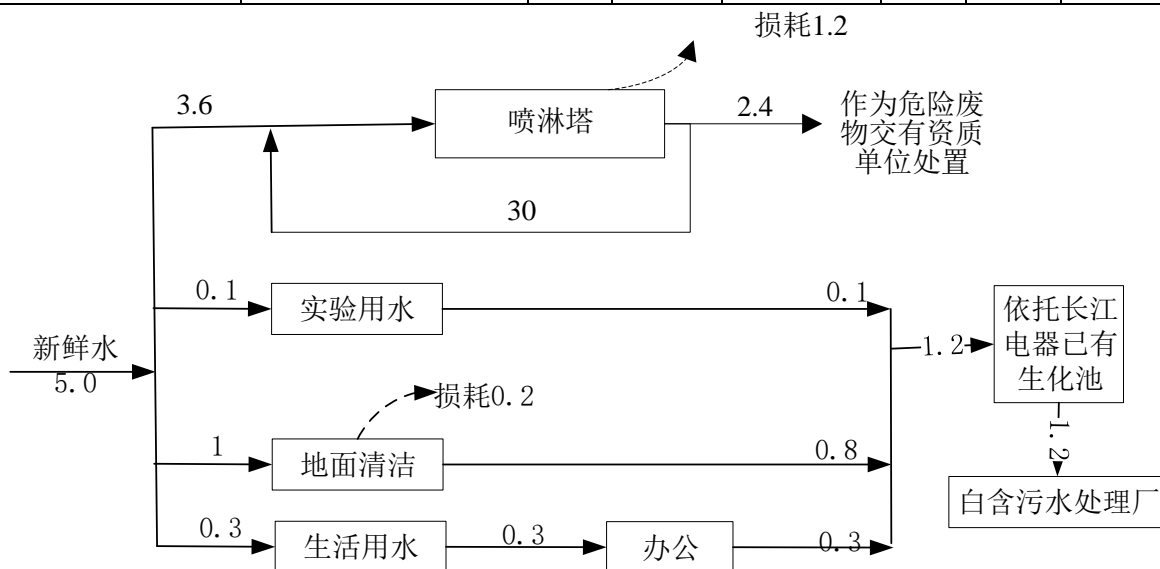 损耗1.2
3.6
喷淋塔
2.4
作为危险废
物交有资质
单位处置
30
0.1
实验用水
0.1
依托长江
电器已有
生化池
新鲜水
5.0
1.2
损耗0.2
1
地面清洁
0.8
1.2
白含污水处理厂
0.3
生活用水
0.3
办公
0.3